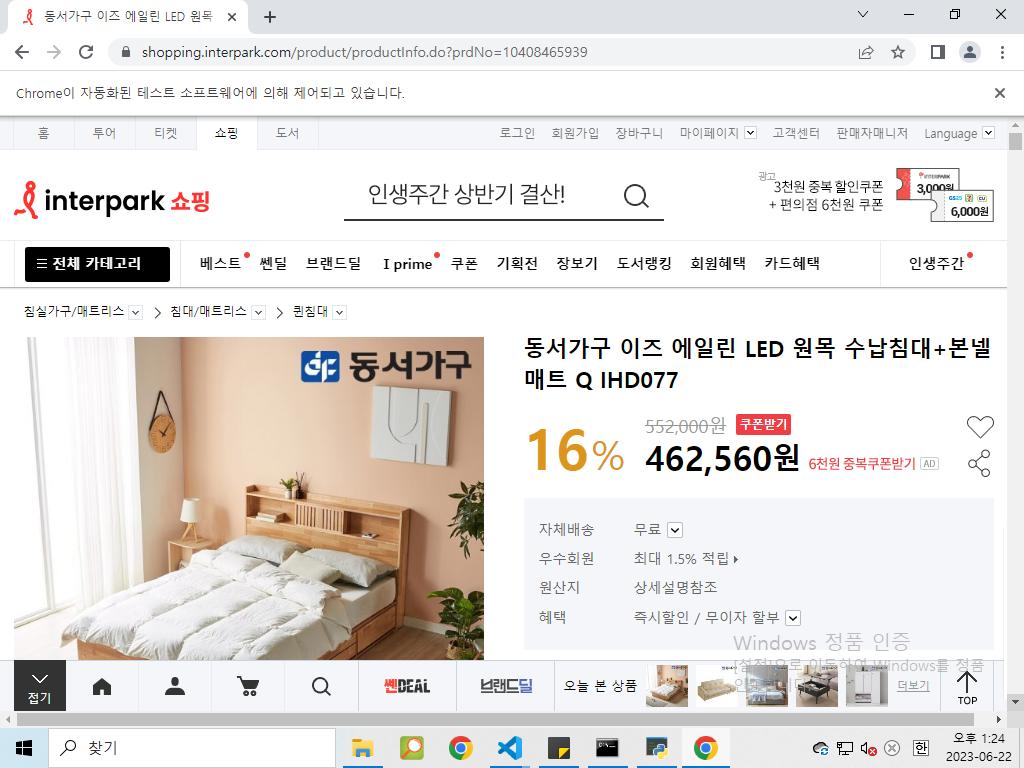 동서가구 이즈 에일린 LED 원목
shopping.interpark.com/product/productInfo.do?prdNo=10408465939
Chrome이 자동화된 테스트 소프트웨어에 의해 제어되고 있습니다.
홈 투어 티켓 쇼핑 도서 로그인 회원가입 장바구니 마이페이지 고객센터 판매자매니저 Language
광고
interpark 쇼핑 인생주간 상반기 결산! 3천원 중복 할인쿠폰
+ 편의점 6천원 쿠폰
INTERPARK
3,000원
GS25 CU
6,000원
전체 카테고리 베스트 쎈딜 브랜드딜 I prime 쿠폰 기획전 장보기 도서랭킹 회원혜택 카드혜택 인생주간
침실가구/매트리스 침대/매트리스 퀸침대
동서가구
동서가구 이즈 에일린 LED 원목 수납침대+본넬
매트 Q IHD077
16% 552,000원 쿠폰받기
462,560원 6천원 중복쿠폰받기 AD
자체배송 무료
우수회원 최대 1.5% 적립
원산지 상세설명참조
혜택 즉시할인 / 무이자 할부
Windows 정품 인증
[설정]으로 이동하여 Windows를 정품
접기 쎈DEAL 브랜드딜 오늘 본 상품 더보기 TOP
찾기
한
오후 1:24
2023-06-22